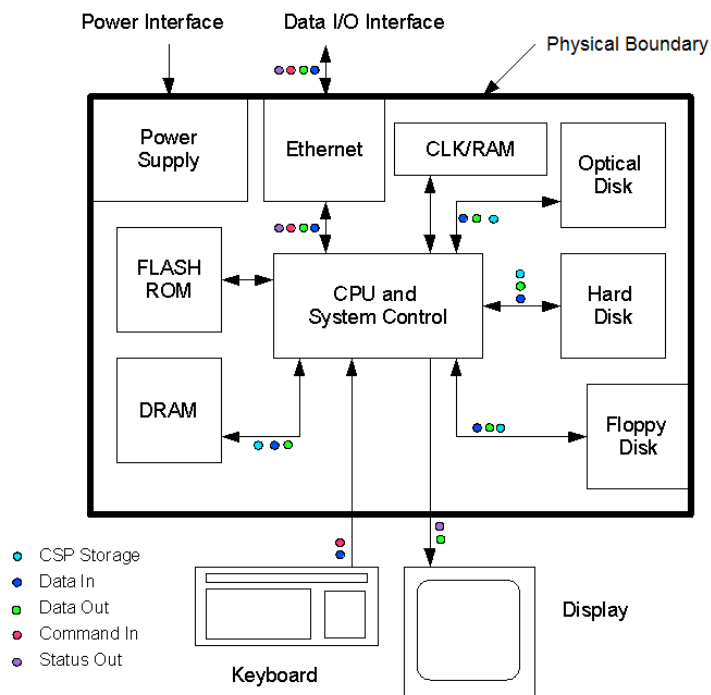 Power Interface
Data I/O Interface
Physical Boundary
Power
Supply
Ethernet
CLK/RAM
Optical
Disk
FLASH
ROM
CPU and
System Control
Hard
Disk
DRAM
Floppy
Disk
CSP Storage
Data In
Data Out
Command In
Status Out
Keyboard
Display